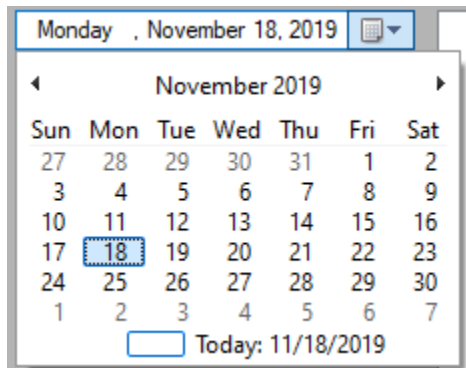 Monday , November 18, 2019
November 2019
Sun Mon Tue Wed Thu Fri Sat
27 28 29 30 31 1 2
3 4 5 6 7 8 9
10 11 12 13 14 15 16
17 18 19 20 21 22 23
24 25 26 27 28 29 30
1 2 3 4 5 6 7
Today: 11/18/2019